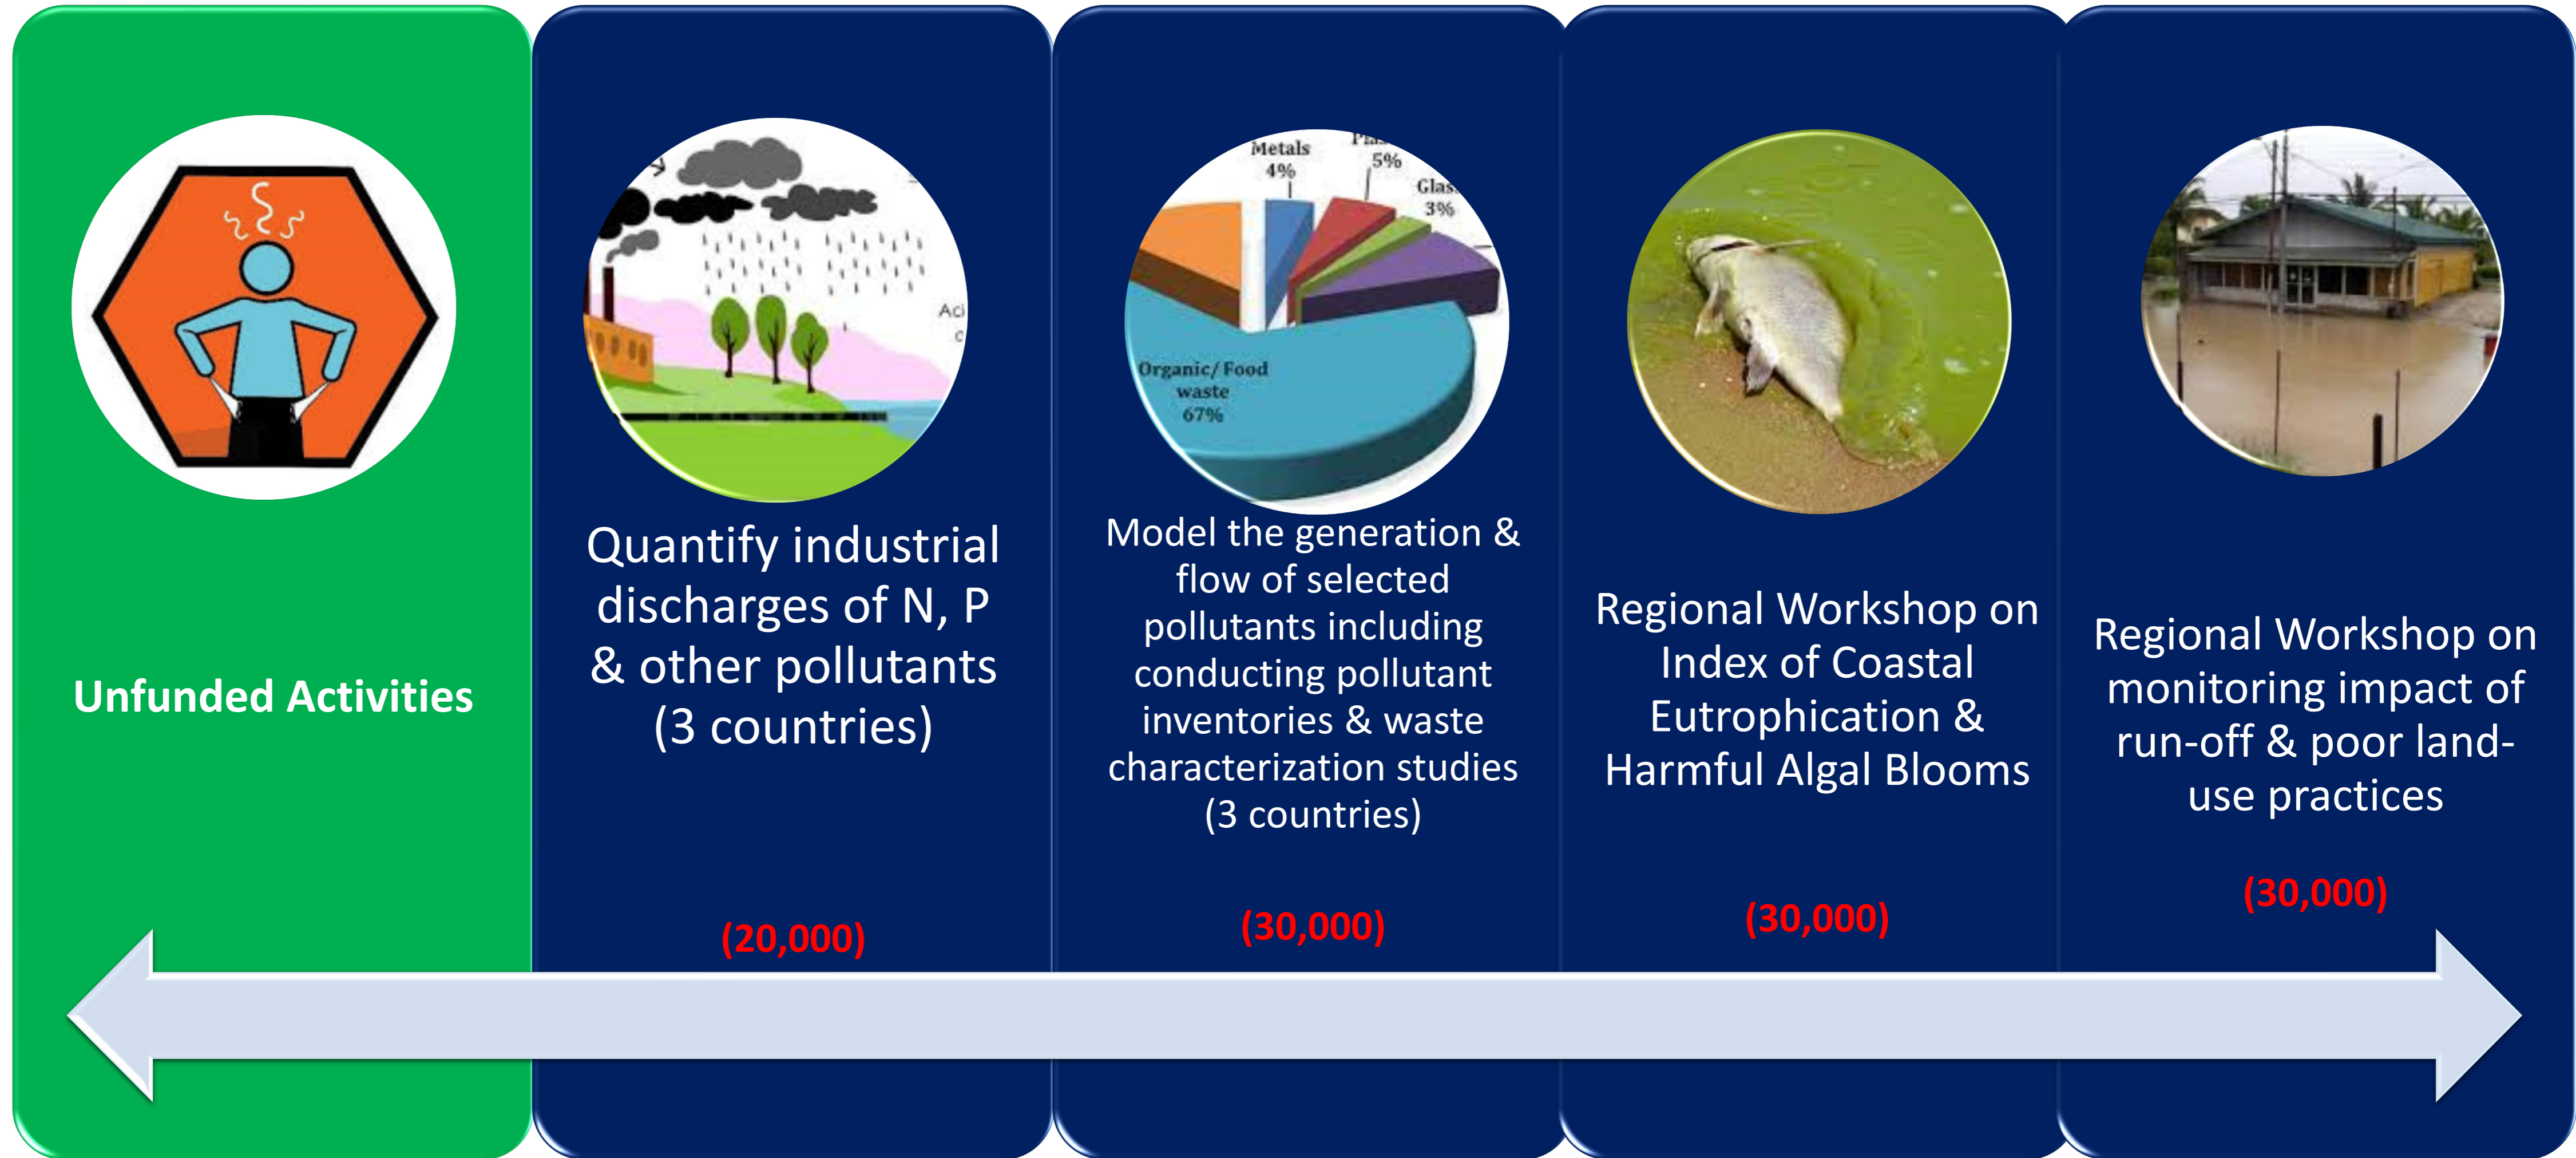 Unfunded Activities
Quantify industrial
discharges of N, P
& other pollutants
(3 countries)
(20,000)
Metals
4%
5%
3%
Organic/ Food
waste
67%
Model the generation &
flow of selected
pollutants including
conducting pollutant
inventories & waste
characterization studies
(3 countries)
(30,000)
Regional Workshop on
Index of Coastal
Eutrophication &
Harmful Algal Blooms
(30,000)
Regional Workshop on
monitoring impact of
run-off & poor land-
use practices
(30,000)